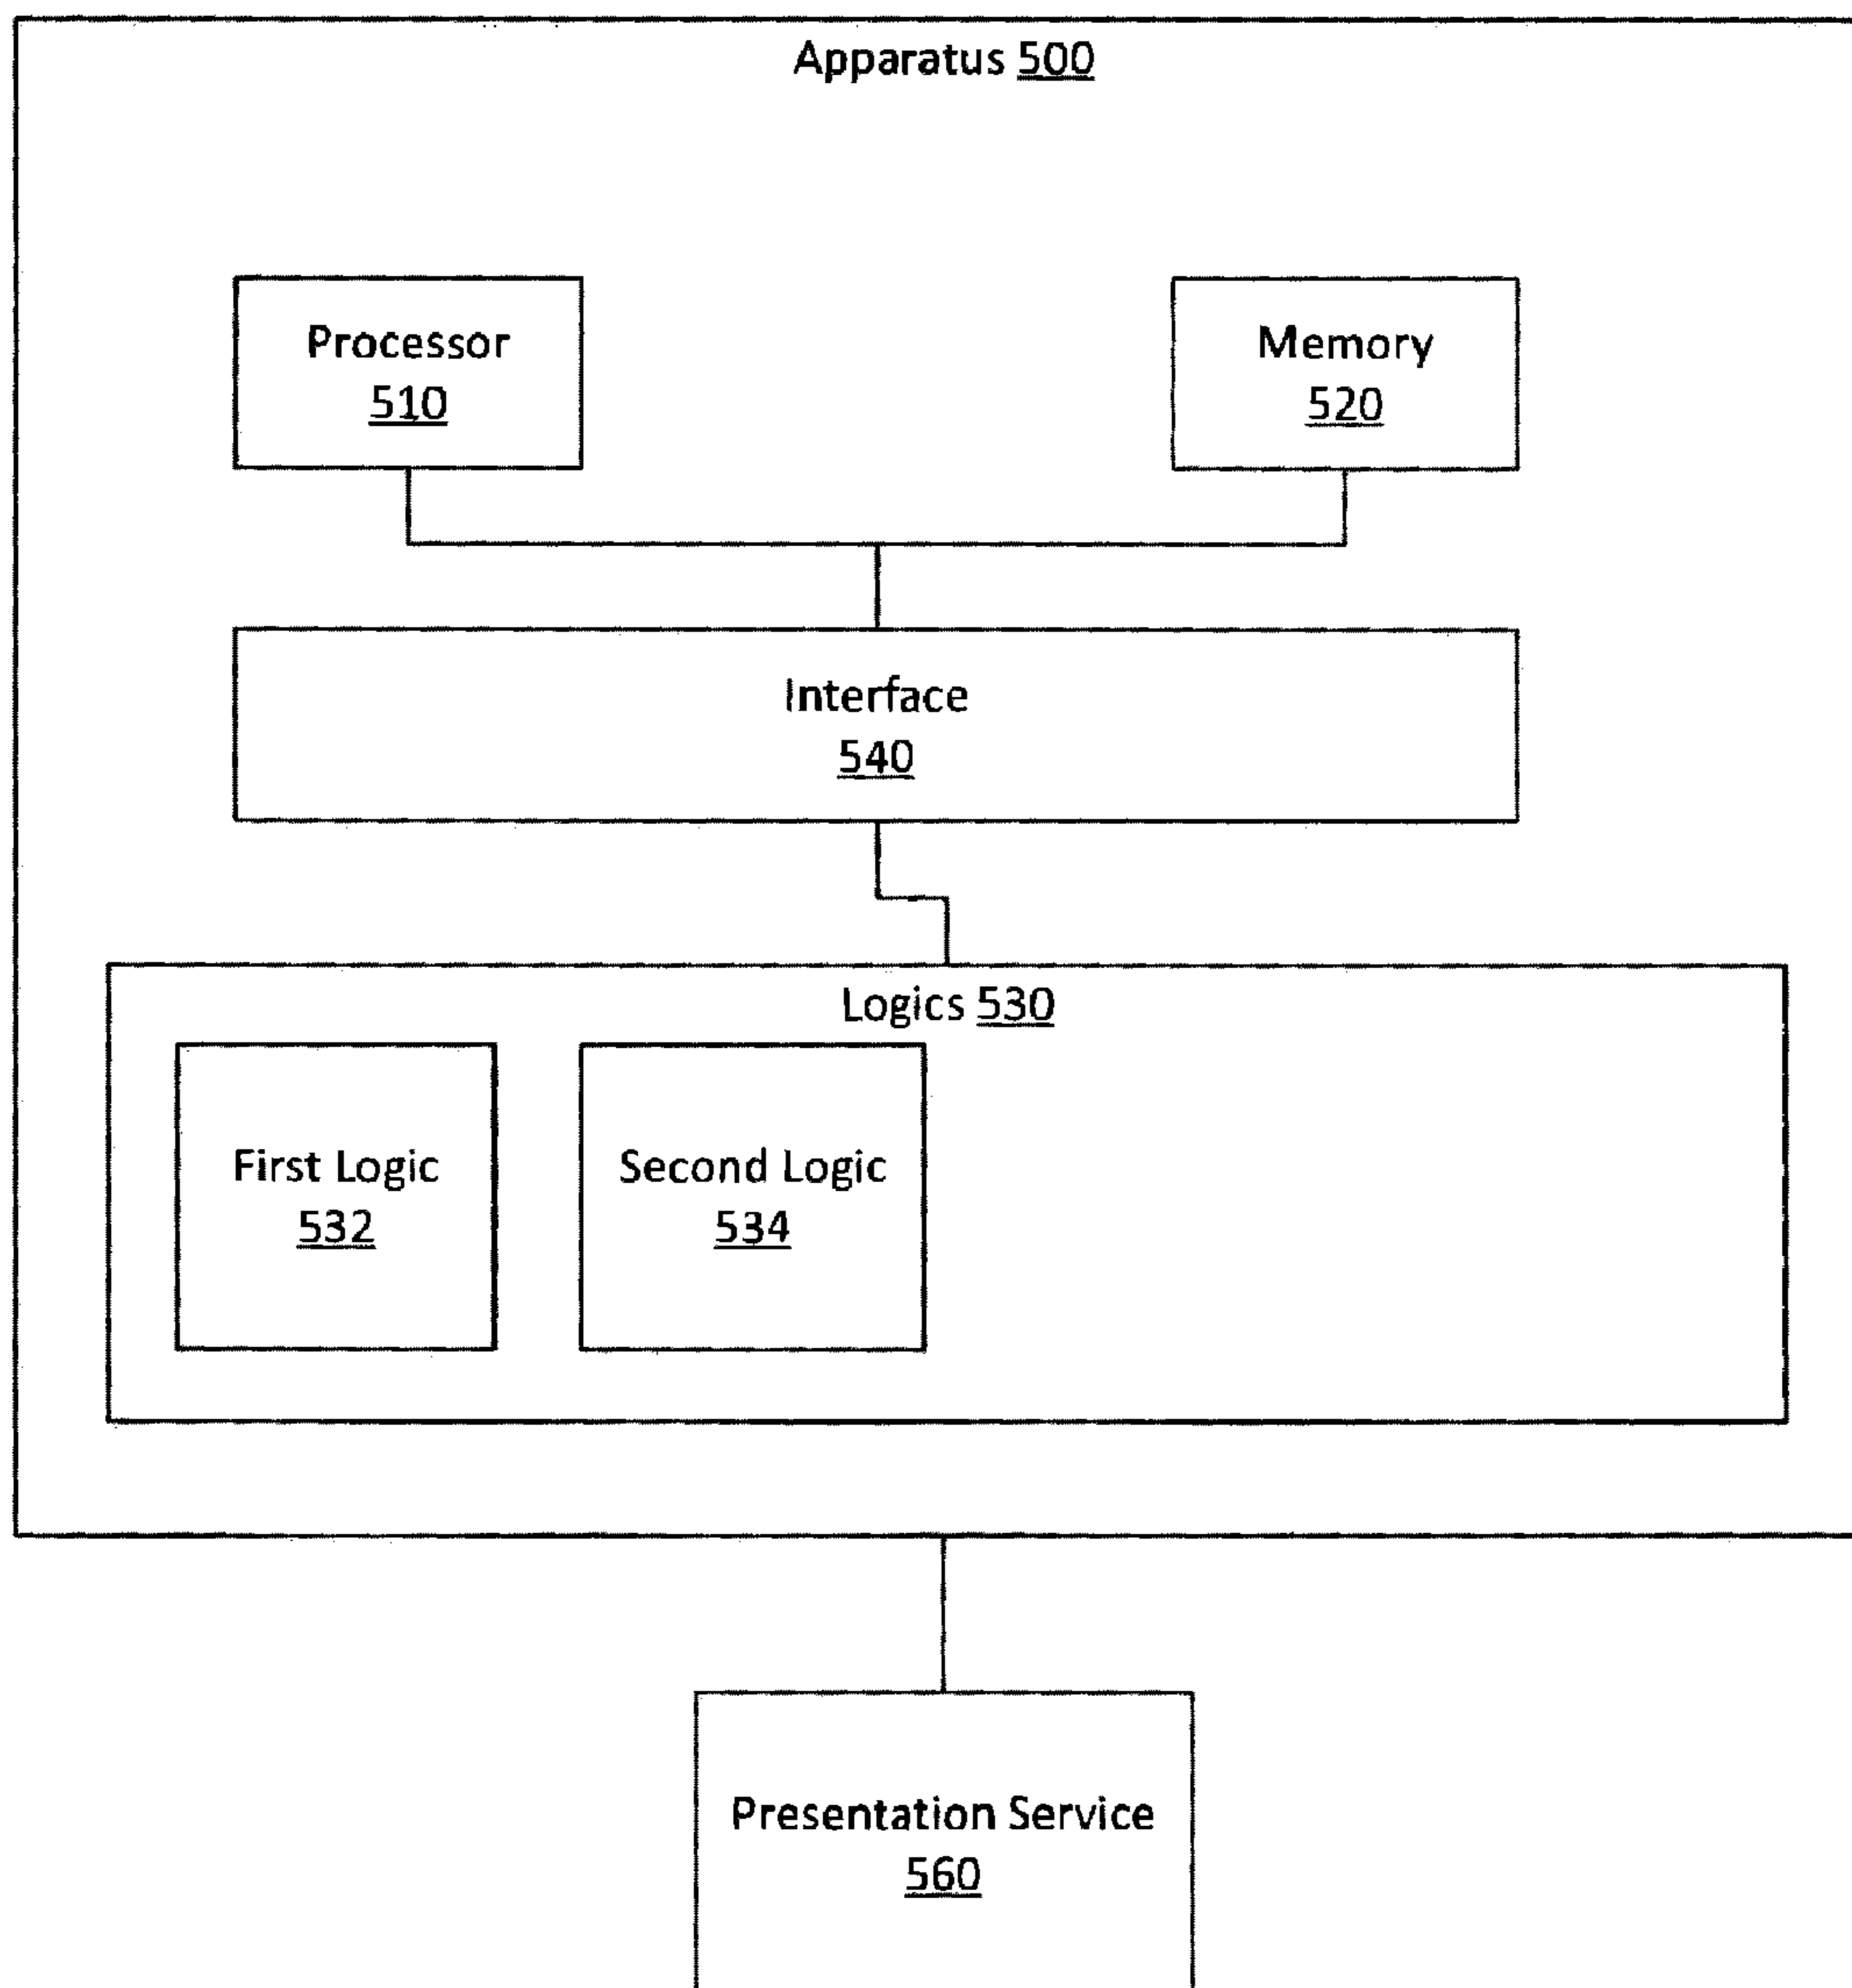 Apparatus 500
Processor
510
Memory
520
Interface
540
Logics 530
First Logic
532
Second Logic
534
Presentation Service
560